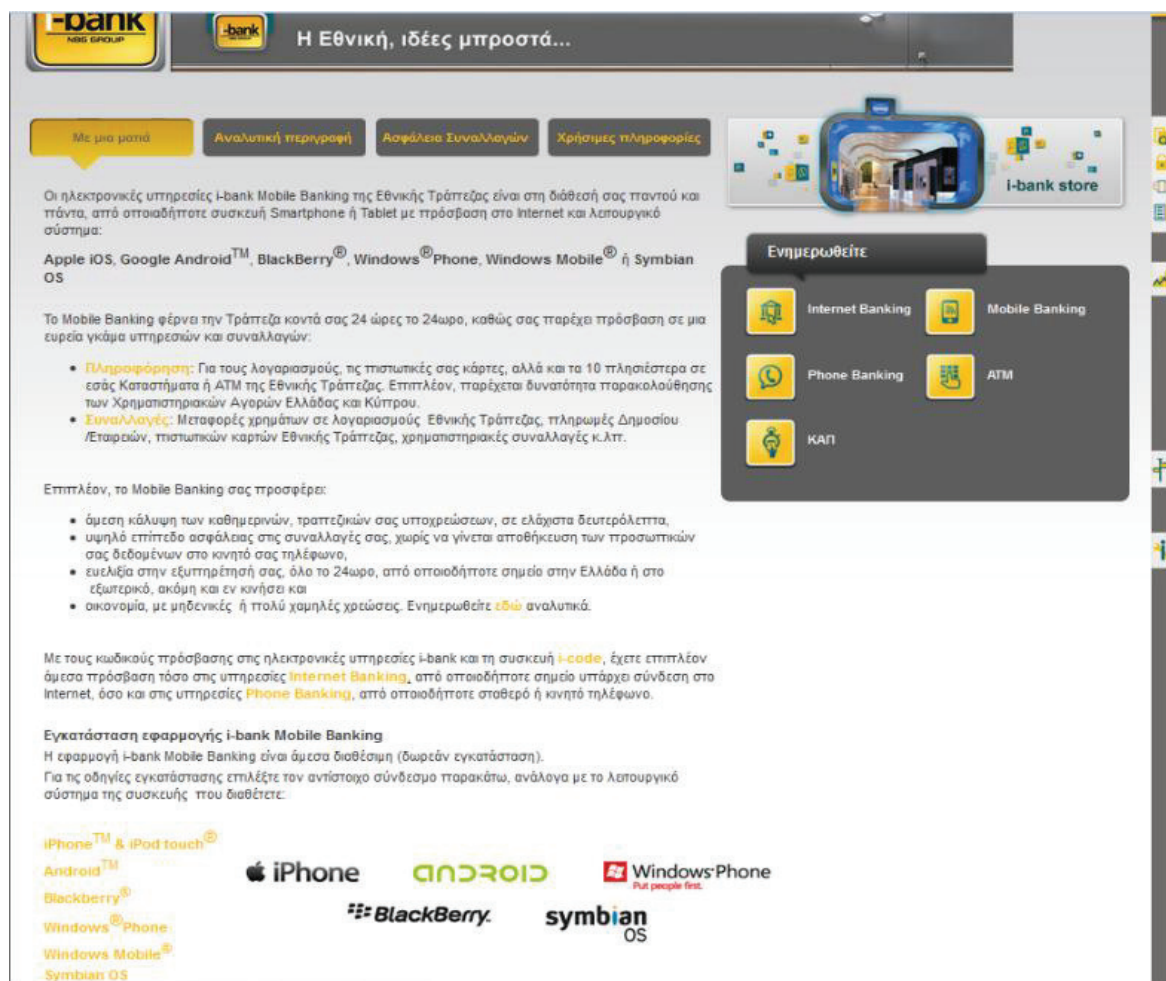 i-bank
NBG GROUP
i-bank
NBG GROUP
Η Εθνική, ιδέες μπροστά...
Με μια ματιά
Αναλυτική περιγραφή
Ασφάλεια Συναλλαγών
Χρήσιμες πληροφορίες
i-bank store
Οι ηλεκτρονικές υπηρεσίες i-bank Mobile Banking της Εθνικής Τράπεζας είναι στη διάθεσή σας παντού και
πάντα, από οποιαδήποτε συσκευή Smartphone ή Tablet με πρόσβαση στο Internet και λειτουργικό
σύστημα:
Apple iOS, Google Android™, BlackBerry®, Windows®Phone, Windows Mobile® ή Symbian
OS
Το Mobile Banking φέρνει την Τράπεζα κοντά σας 24 ώρες το 24ωρο, καθώς σας παρέχει πρόσβαση σε μια
ευρεία γκάμα υπηρεσιών και συναλλαγών:
• Πληροφόρηση: Για τους λογαριασμούς, τις πιστωτικές σας κάρτες, αλλά και τα 10 πλησιέστερα σε
εσάς Καταστήματα ή ATM της Εθνικής Τράπεζας. Επιπλέον, παρέχεται δυνατότητα παρακολούθησης
των Χρηματιστηριακών Αγορών Ελλάδας και Κύπρου.
• Συναλλαγές: Μεταφορές χρημάτων σε λογαριασμούς Εθνικής Τράπεζας, πληρωμές Δημοσίου
/Εταιρειών, πιστωτικών καρτών Εθνικής Τράπεζας, χρηματιστηριακές συναλλαγές κ.λπ.
Επιπλέον, το Mobile Banking σας προσφέρει:
• άμεση κάλυψη των καθημερινών, τραπεζικών σας υποχρεώσεων, σε ελάχιστα δευτερόλεπτα,
• υψηλό επίπεδο ασφάλειας στις συναλλαγές σας, χωρίς να γίνεται αποθήκευση των προσωπικών
σας δεδομένων στο κινητό σας τηλέφωνο,
• ευελιξία στην εξυπηρέτησή σας, όλο το 24ωρο, από οποιοδήποτε σημείο στην Ελλάδα ή στο
εξωτερικό, ακόμη και εν κινήσει και
• οικονομία, με μηδενικές ή πολύ χαμηλές χρεώσεις. Ενημερωθείτε εδώ αναλυτικά.
Με τους κωδικούς πρόσβασης στις ηλεκτρονικές υπηρεσίες i-bank και τη συσκευή i-code, έχετε επιπλέον
άμεσα πρόσβαση τόσο στις υπηρεσίες Internet Banking, από οποιοδήποτε σημείο υπάρχει σύνδεση στο
Internet, όσο και στις υπηρεσίες Phone Banking, από οποιοδήποτε σταθερό ή κινητό τηλέφωνο.
Εγκατάσταση εφαρμογής i-bank Mobile Banking
Η εφαρμογή i-bank Mobile Banking είναι άμεσα διαθέσιμη (δωρεάν εγκατάσταση).
Για τις οδηγίες εγκατάστασης επιλέξτε τον αντίστοιχο σύνδεσμο παρακάτω, ανάλογα με το λειτουργικό
σύστημα της συσκευής που διαθέτετε:
iPhone™ & iPod touch®
Android™
Blackberry®
Windows®Phone
Windows Mobile®
Symbian OS
iPhone
android
Windows Phone
Put people first.
BlackBerry.
symbian
OS
Ενημερωθείτε
Internet Banking
Mobile Banking
Phone Banking
ATM
ΚΑΠ